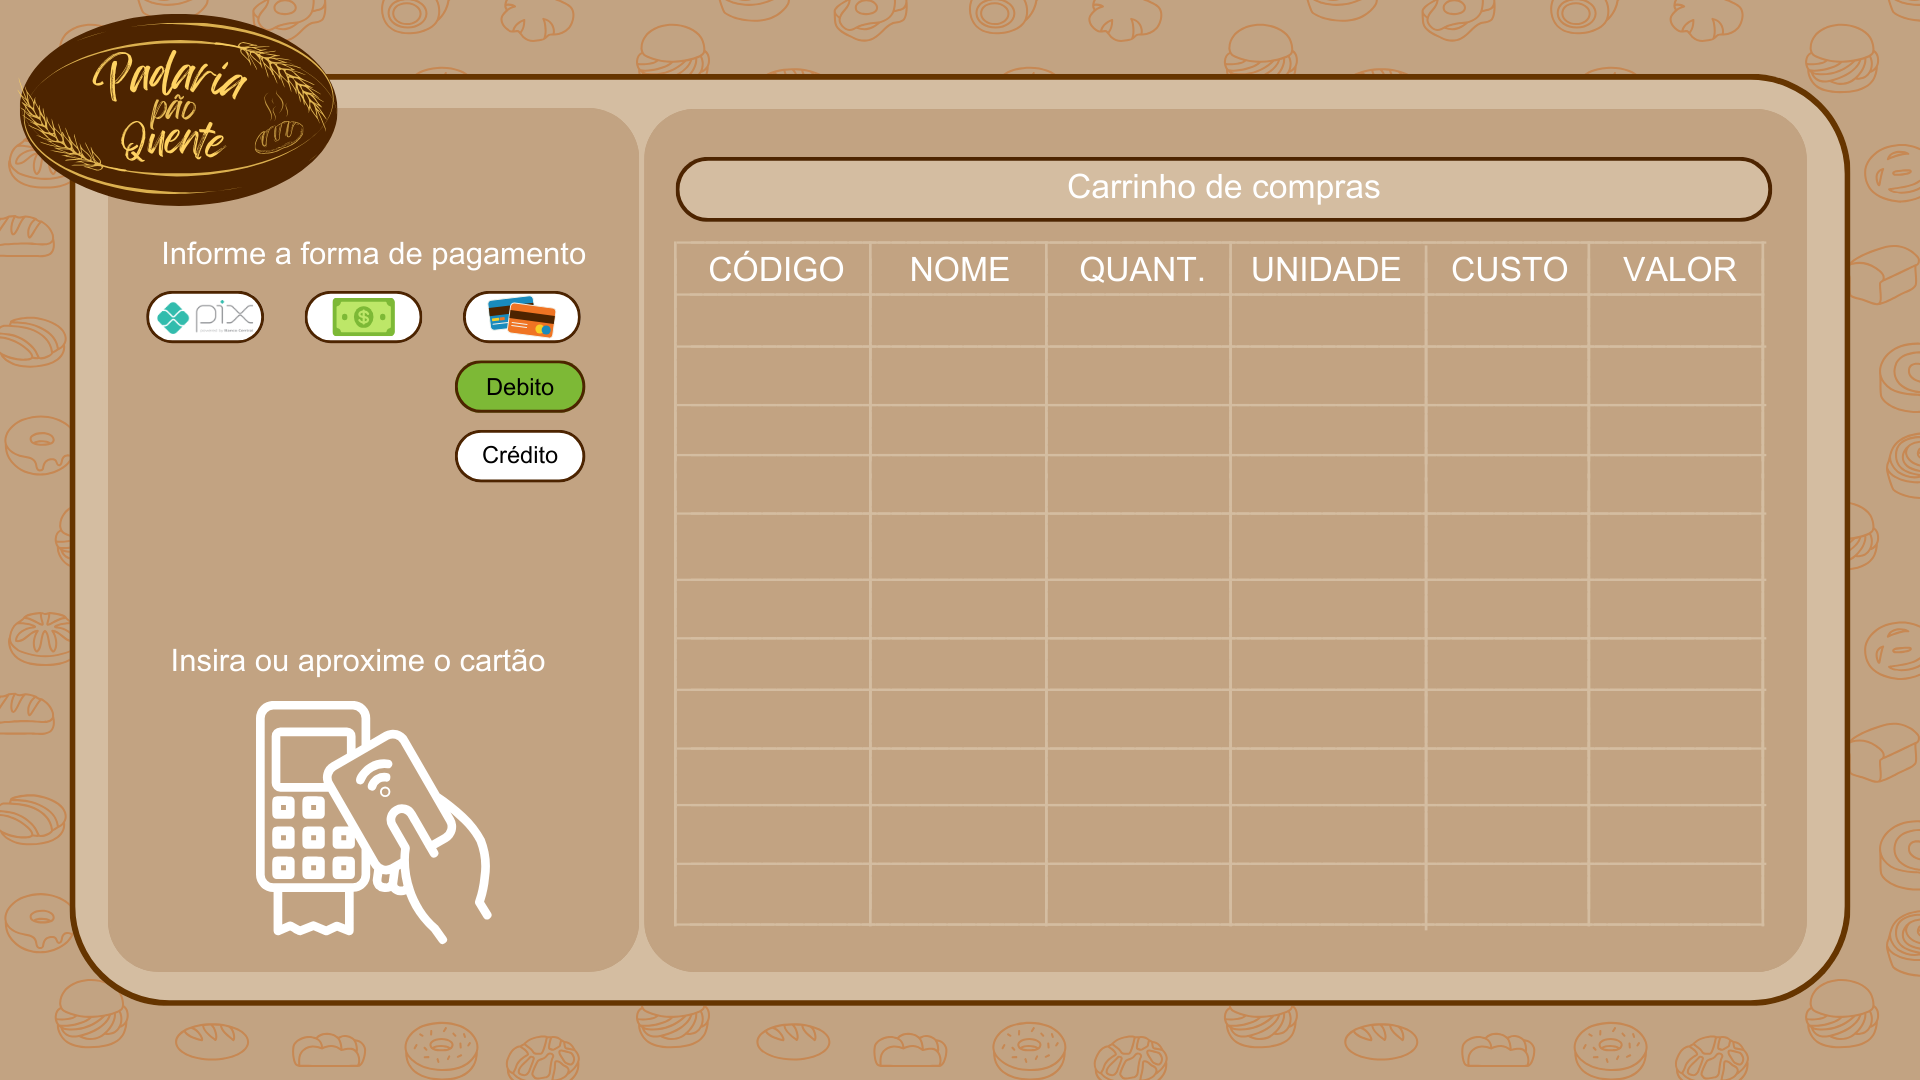 Padaria
pão
Quente
Informe a forma de pagamento
pix
Debito
Crédito
Insira ou aproxime o cartão
Carrinho de compras
CÓDIGO NOME QUANT. UNIDADE CUSTO VALOR